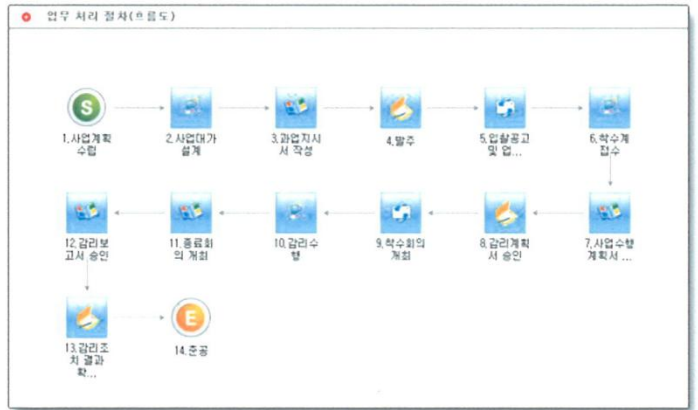 업무 처리 절차(흐름도)
S
1.사업계획
수립
2.사업대가
설계
3.과업지시
서 작성
4.발주
5.입찰공고
및 업...
6.착수계
접수
7.사업수행
계획서 ...
8.감리계획
서 승인
9.착수회의
개최
10.감리수
행
11.종료회
의 개최
12.감리보
고서 승인
13.감리조
치 결과
확...
E
14.준공